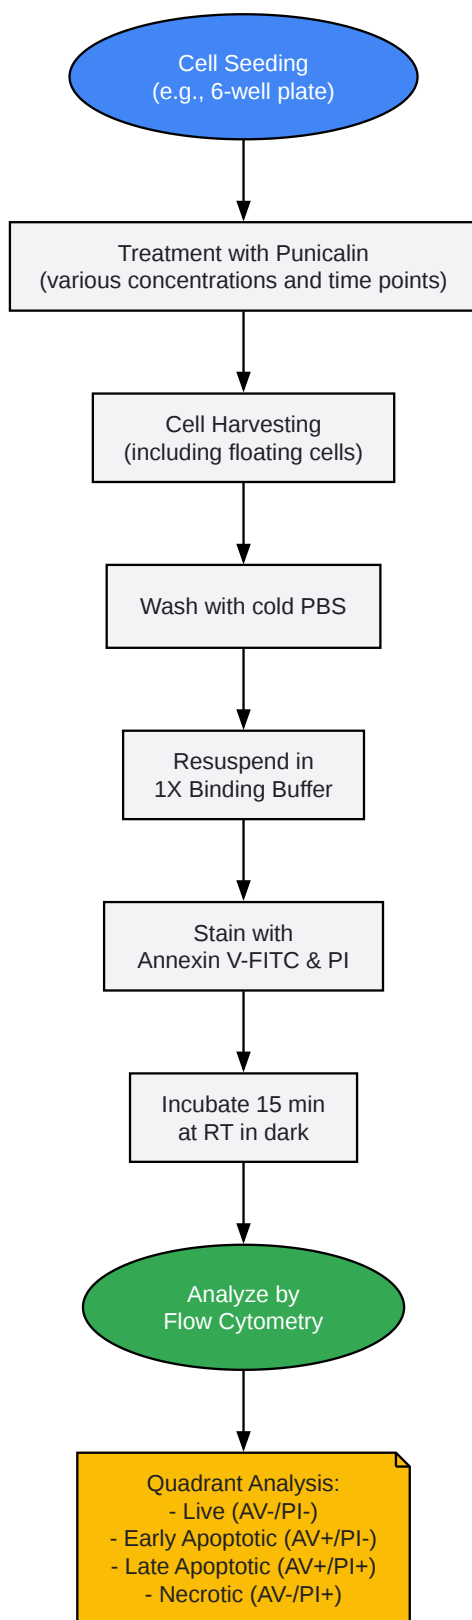 Cell Seeding
(e.g., 6-well plate)
Treatment with Punicalin
(various concentrations and time points)
Cell Harvesting
(including floating cells)
Wash with cold PBS
Resuspend in
1X Binding Buffer
Stain with
Annexin V-FITC & PI
Incubate 15 min
at RT in dark
Analyze by
Flow Cytometry
Quadrant Analysis:
- Live (AV-/PI-)
- Early Apoptotic (AV+/PI-)
- Late Apoptotic (AV+/PI+)
- Necrotic (AV-/PI+)